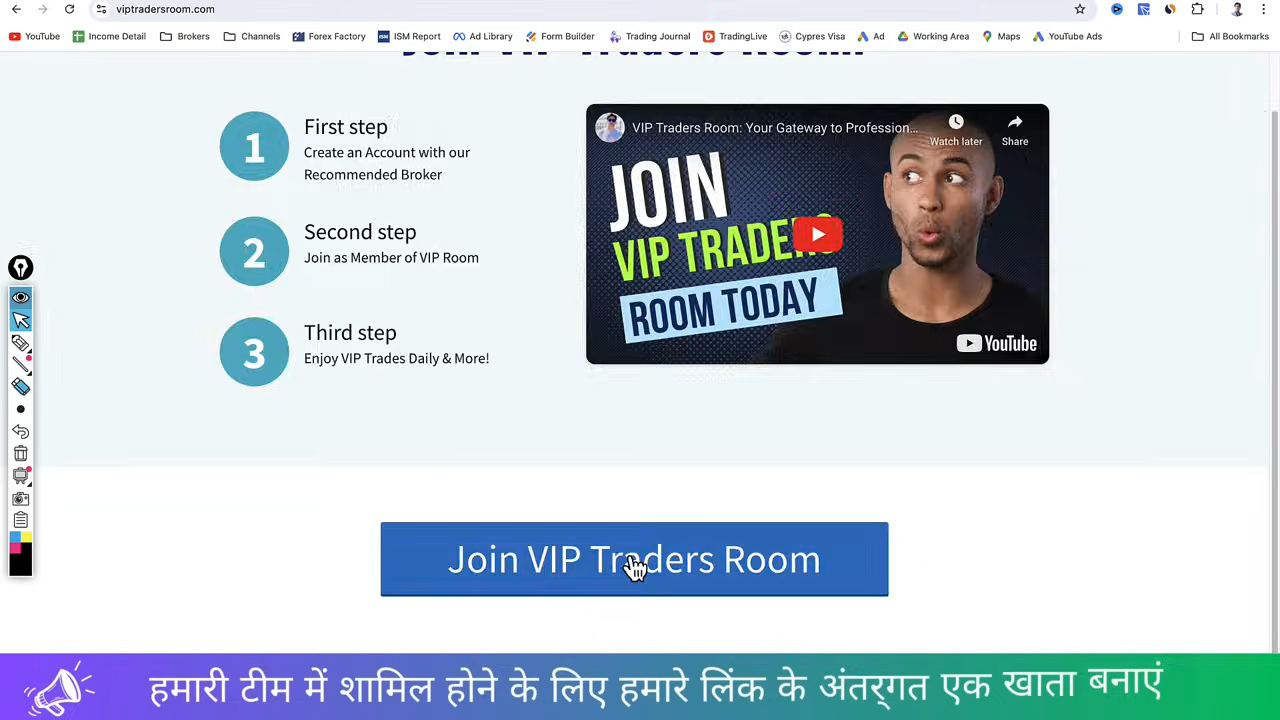 viptradersroom.com
YouTube
Income Detail
Brokers
Channels
Forex Factory
ISM Report
Ad Library
Form Builder
Trading Journal
TradingLive
Cypres Visa
Ad
Working Area
Maps
YouTube Ads
All Bookmarks
Join VIP Traders Room
1
First step
Create an Account with our
Recommended Broker
2
Second step
Join as Member of VIP Room
3
Third step
Enjoy VIP Trades Daily & More!
VIP Traders Room: Your Gateway to Profession...
Watch later
Share
JOIN
VIP TRADERS
ROOM TODAY
YouTube
Join VIP Traders Room
हमारी टीम में शामिल होने के लिए हमारे लिंक के अंतर्गत एक खाता बनाएं